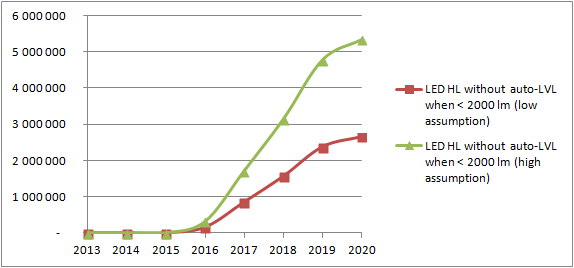 6 000 000
5 000 000
4 000 000
3 000 000
2 000 000
1 000 000
-
2013 2014 2015 2016 2017 2018 2019 2020
LED HL without auto-LVL
when < 2000 lm (low
assumption)
LED HL without auto-LVL
when < 2000 lm (high
assumption)